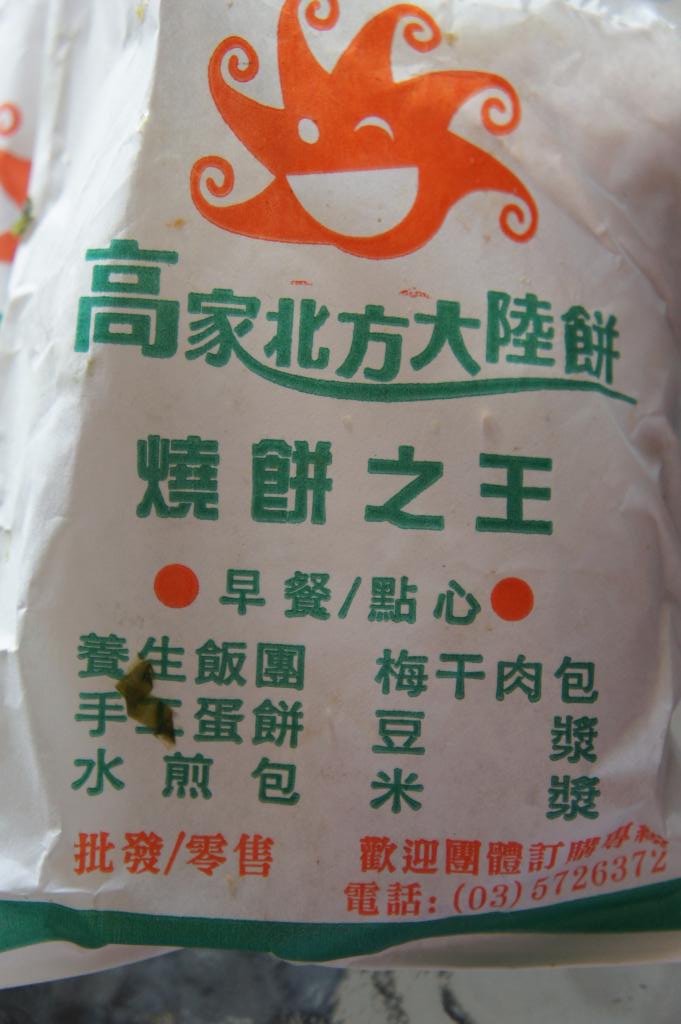 高家北方大陸餅
燒餅之王
早餐/點心
養生飯團 梅干肉包
手工蛋餅 豆漿
水煎包 米漿
批發/零售 歡迎團體訂購專線
電話:(03)5726372